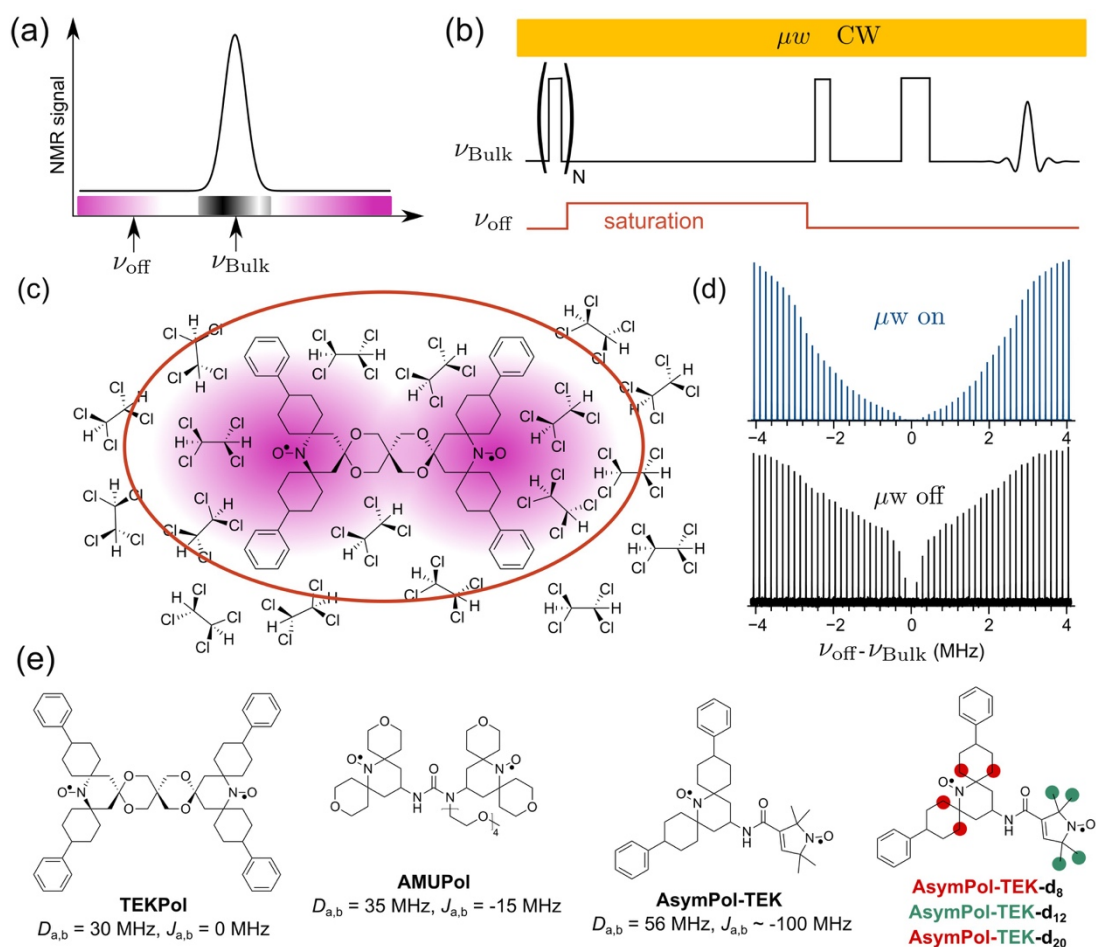 (a)
NMR signal
ν_off
ν_Bulk
(b)
μw CW
ν_Bulk
( )N
ν_off
saturation
(c)
O• N O O O O N •O
(d)
μw on
-4 -2 0 2 4
μw off
-4 -2 0 2 4
ν_off-ν_Bulk (MHz)
(e)
O• N O O O O N •O
TEKPol
D_a,b = 30 MHz, J_a,b = 0 MHz
O O O• N O N O• O N H N O O 4
AMUPol
D_a,b = 35 MHz, J_a,b = -15 MHz
O• N O N H N O•
AsymPol-TEK
D_a,b = 56 MHz, J_a,b ~ -100 MHz
O• N O N H N O•
AsymPol-TEK-d₈
AsymPol-TEK-d₁₂
AsymPol-TEK-d₂₀